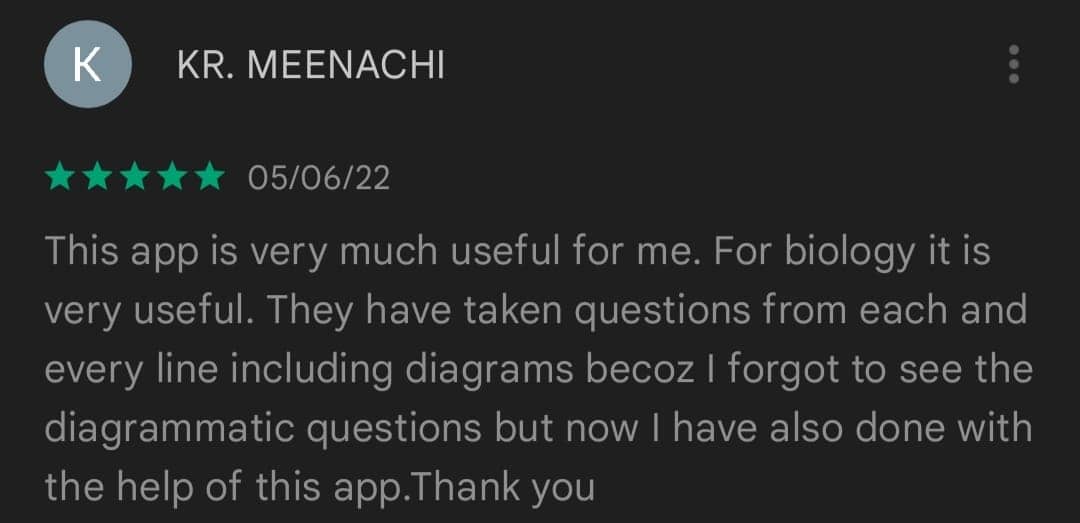 K
KR. MEENACHI
05/06/22
This app is very much useful for me. For biology it is
very useful. They have taken questions from each and
every line including diagrams becoz I forgot to see the
diagrammatic questions but now I have also done with
the help of this app.Thank you